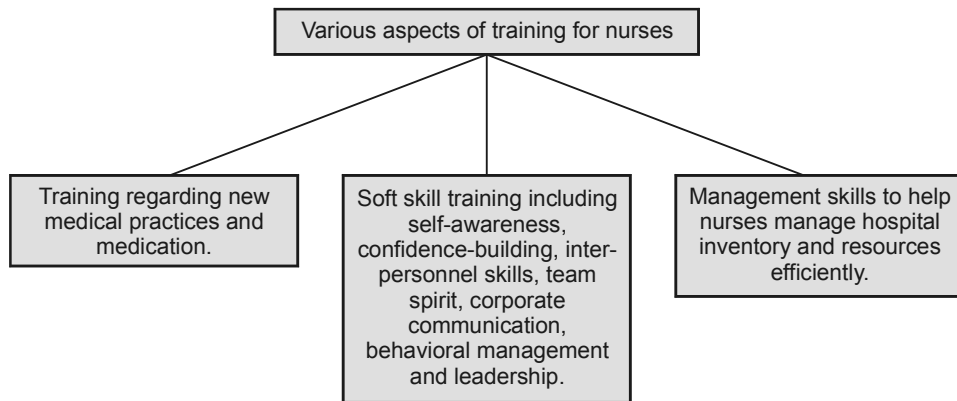 Various aspects of training for nurses
Training regarding new
medical practices and
medication.
Soft skill training including
self-awareness,
confidence-building, inter-
personnel skills, team
spirit, corporate
communication,
behavioral management
and leadership.
Management skills to help
nurses manage hospital
inventory and resources
efficiently.